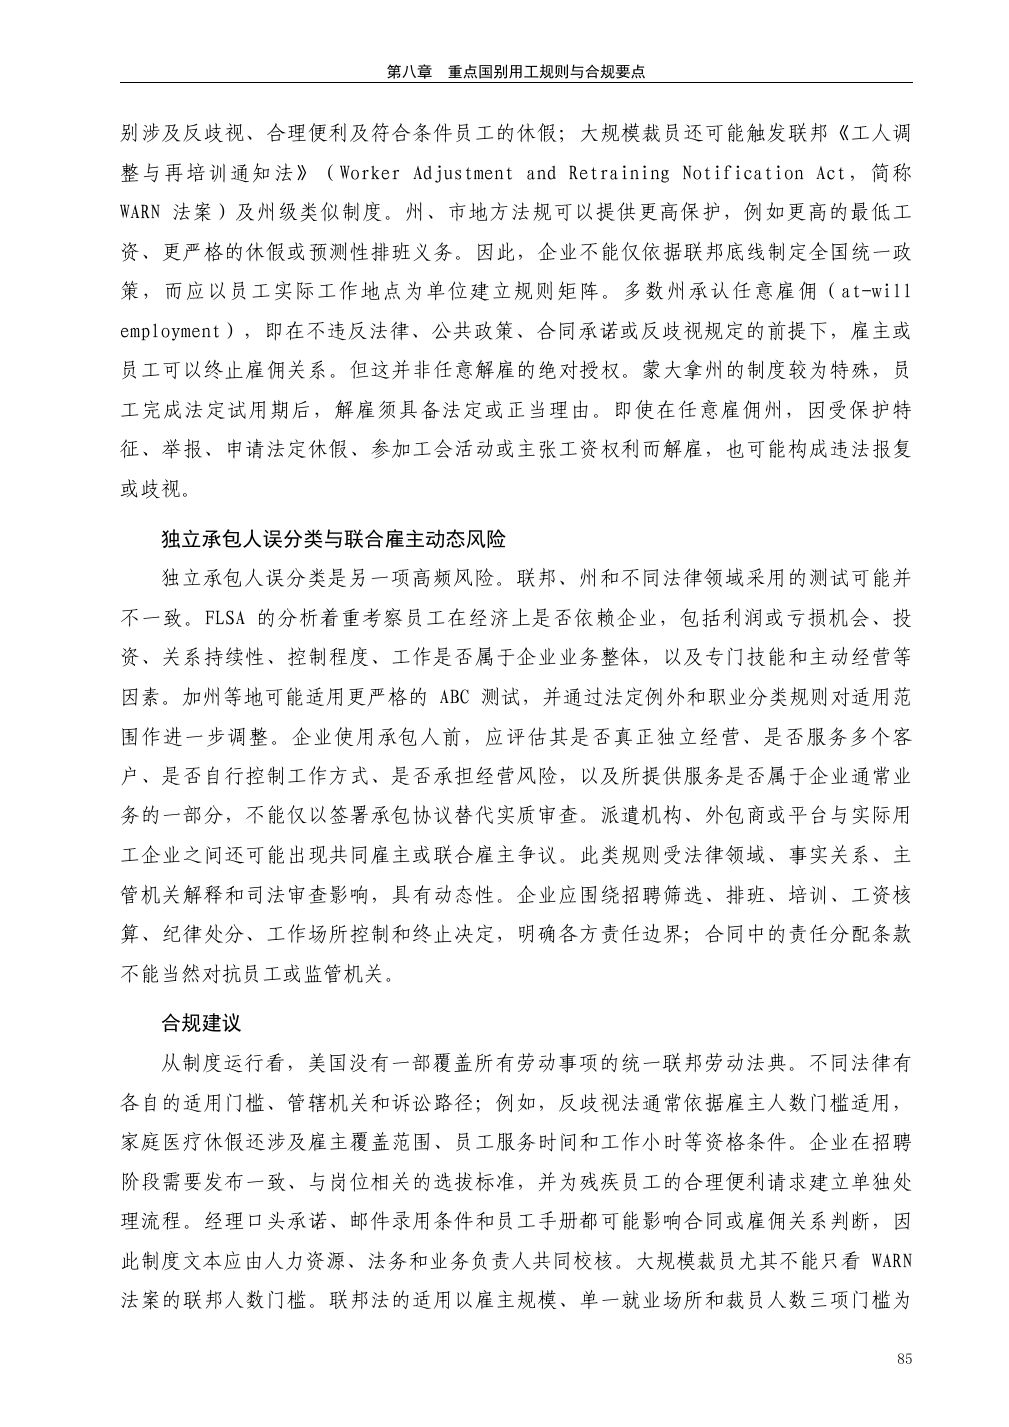 第八章　重点国别用工规则与合规要点
别涉及反歧视、合理便利及符合条件员工的休假；大规模裁员还可能触发联邦《工人调
整与再培训通知法》（Worker Adjustment and Retraining Notification Act，简称
WARN 法案）及州级类似制度。州、市地方法规可以提供更高保护，例如更高的最低工
资、更严格的休假或预测性排班义务。因此，企业不能仅依据联邦底线制定全国统一政
策，而应以员工实际工作地点为单位建立规则矩阵。多数州承认任意雇佣（at-will
employment），即在不违反法律、公共政策、合同承诺或反歧视规定的前提下，雇主或
员工可以终止雇佣关系。但这并非任意解雇的绝对授权。蒙大拿州的制度较为特殊，员
工完成法定试用期后，解雇须具备法定或正当理由。即使在任意雇佣州，因受保护特
征、举报、申请法定休假、参加工会活动或主张工资权利而解雇，也可能构成违法报复
或歧视。
独立承包人误分类与联合雇主动态风险
独立承包人误分类是另一项高频风险。联邦、州和不同法律领域采用的测试可能并
不一致。FLSA 的分析着重考察员工在经济上是否依赖企业，包括利润或亏损机会、投
资、关系持续性、控制程度、工作是否属于企业业务整体，以及专门技能和主动经营等
因素。加州等地可能适用更严格的 ABC 测试，并通过法定例外和职业分类规则对适用范
围作进一步调整。企业使用承包人前，应评估其是否真正独立经营、是否服务多个客
户、是否自行控制工作方式、是否承担经营风险，以及所提供服务是否属于企业通常业
务的一部分，不能仅以签署承包协议替代实质审查。派遣机构、外包商或平台与实际用
工企业之间还可能出现共同雇主或联合雇主争议。此类规则受法律领域、事实关系、主
管机关解释和司法审查影响，具有动态性。企业应围绕招聘筛选、排班、培训、工资核
算、纪律处分、工作场所控制和终止决定，明确各方责任边界；合同中的责任分配条款
不能当然对抗员工或监管机关。
合规建议
从制度运行看，美国没有一部覆盖所有劳动事项的统一联邦劳动法典。不同法律有
各自的适用门槛、管辖机关和诉讼路径；例如，反歧视法通常依据雇主人数门槛适用，
家庭医疗休假还涉及雇主覆盖范围、员工服务时间和工作小时等资格条件。企业在招聘
阶段需要发布一致、与岗位相关的选拔标准，并为残疾员工的合理便利请求建立单独处
理流程。经理口头承诺、邮件录用条件和员工手册都可能影响合同或雇佣关系判断，因
此制度文本应由人力资源、法务和业务负责人共同校核。大规模裁员尤其不能只看 WARN
法案的联邦人数门槛。联邦法的适用以雇主规模、单一就业场所和裁员人数三项门槛为
85